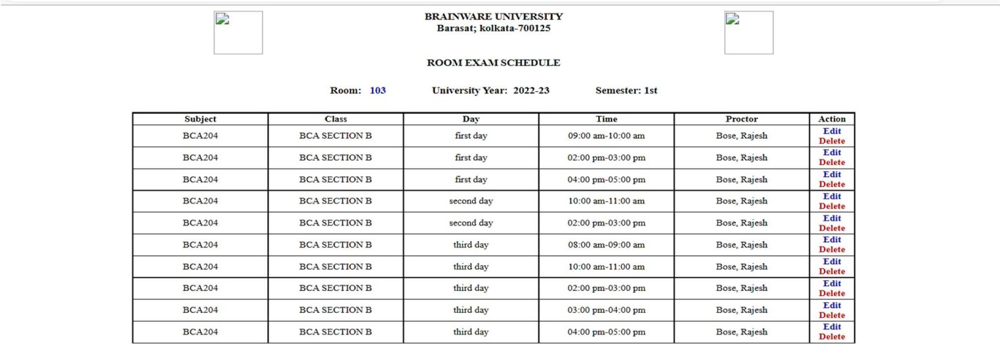 BRAINWARE UNIVERSITY
Barasat; kolkata-700125
ROOM EXAM SCHEDULE
Room: 103 University Year: 2022-23 Semester: 1st
Subject Class Day Time Proctor Action
BCA204 BCA SECTION B first day 09:00 am-10:00 am Bose, Rajesh Edit
Delete
BCA204 BCA SECTION B first day 02:00 pm-03:00 pm Bose, Rajesh Edit
Delete
BCA204 BCA SECTION B first day 04:00 pm-05:00 pm Bose, Rajesh Edit
Delete
BCA204 BCA SECTION B second day 10:00 am-11:00 am Bose, Rajesh Edit
Delete
BCA204 BCA SECTION B second day 02:00 pm-03:00 pm Bose, Rajesh Edit
Delete
BCA204 BCA SECTION B third day 08:00 am-09:00 am Bose, Rajesh Edit
Delete
BCA204 BCA SECTION B third day 10:00 am-11:00 am Bose, Rajesh Edit
Delete
BCA204 BCA SECTION B third day 02:00 pm-03:00 pm Bose, Rajesh Edit
Delete
BCA204 BCA SECTION B third day 03:00 pm-04:00 pm Bose, Rajesh Edit
Delete
BCA204 BCA SECTION B third day 04:00 pm-05:00 pm Bose, Rajesh Edit
Delete